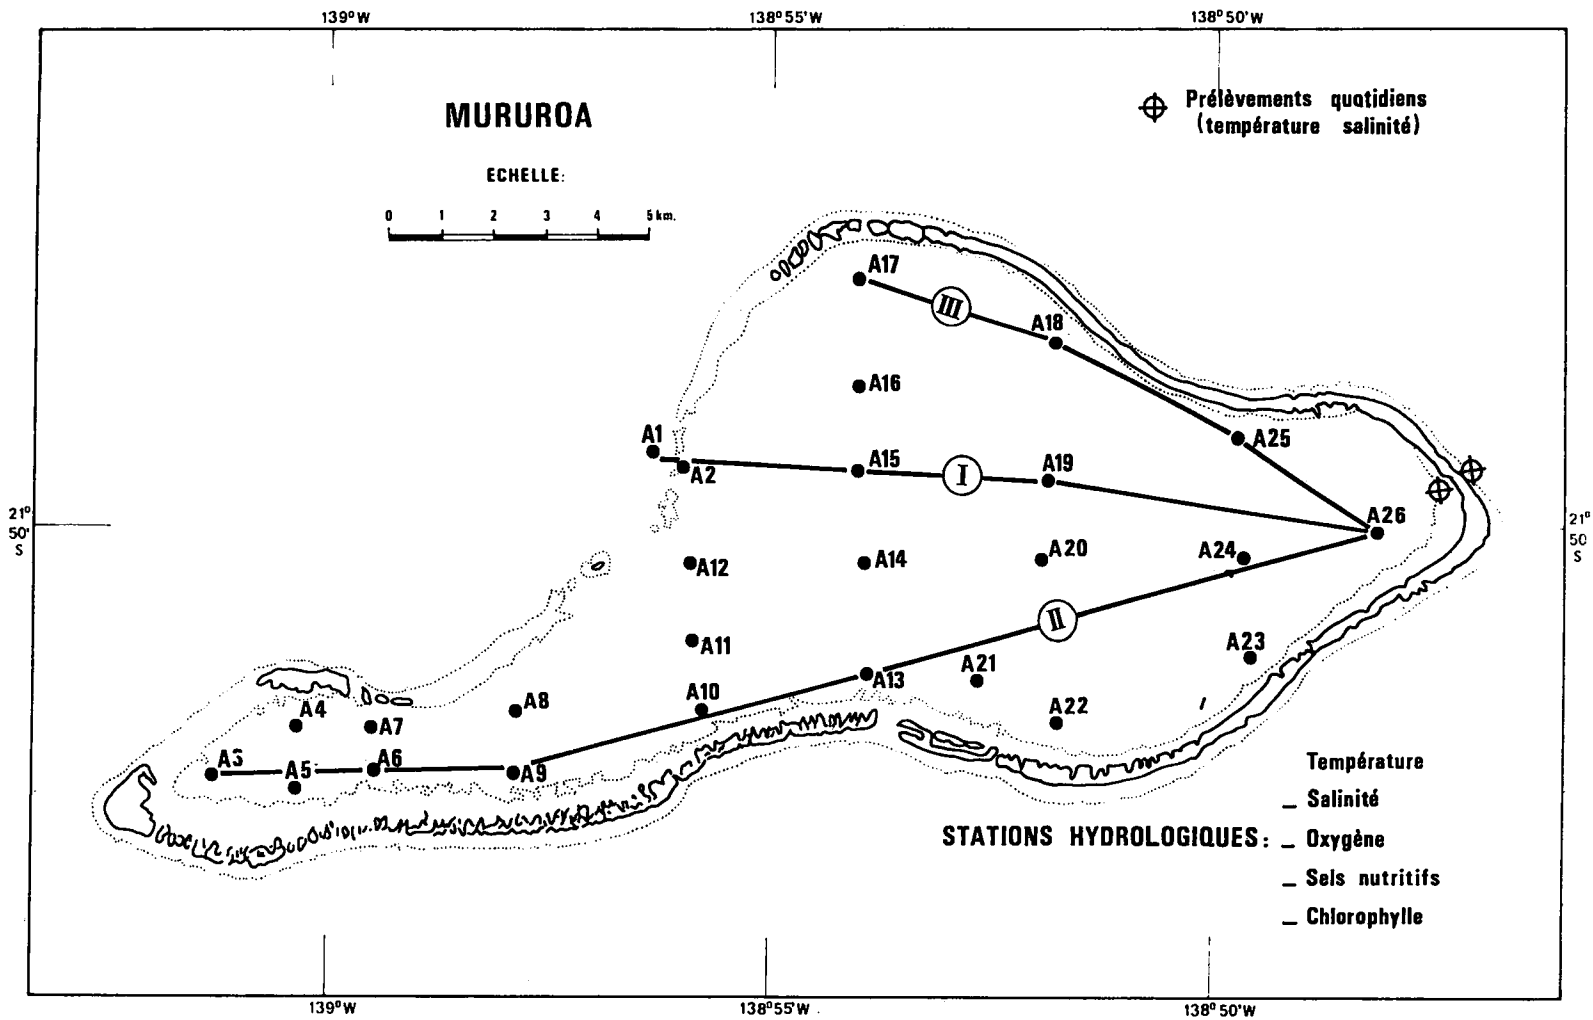 139°W 138°55'W 138°50'W
MURUROA
Prélèvements quotidiens
(température salinité)
ECHELLE:
0 1 2 3 4 5 km.
A17
III
A18
A16
A1
A2
A15
I
A19
A25
21°
50'
S
A26
21°
50
S
A12
A14
A20
A24
II
A11
A23
A13
A21
A10
A8
A22
A4
A7
A3
A5
A6
A9
Température
_ Salinité
STATIONS HYDROLOGIQUES: _ Oxygène
_ Sels nutritifs
_ Chlorophylle
139°W 138°55'W 138°50'W